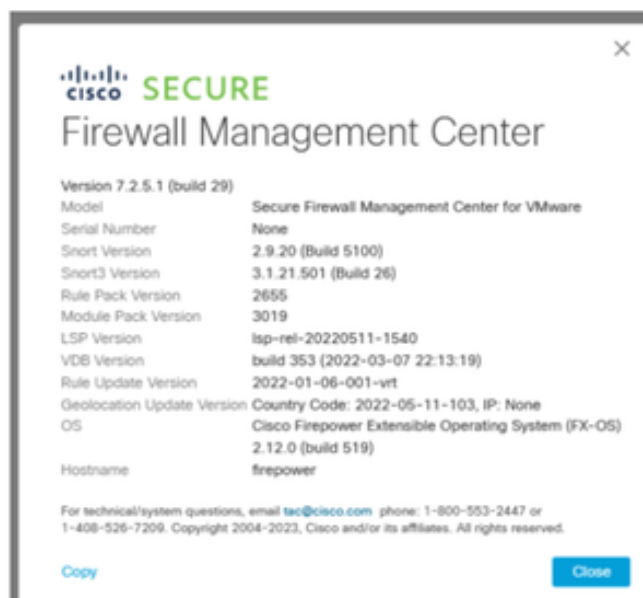 CISCO SECURE
Firewall Management Center
Version 7.2.5.1 (build 29)
Model Secure Firewall Management Center for VMware
Serial Number None
Snort Version 2.9.20 (Build 5100)
Snort3 Version 3.1.21.501 (Build 26)
Rule Pack Version 2655
Module Pack Version 3019
LSP Version lsp-rel-20220511-1540
VDB Version build 353 (2022-03-07 22:13:19)
Rule Update Version 2022-01-06-001-vrt
Geolocation Update Version Country Code: 2022-05-11-103, IP: None
OS Cisco Firepower Extensible Operating System (FX-OS)
2.12.0 (build 519)
Hostname firepower
For technical/system questions, email tac@cisco.com phone: 1-800-553-2447 or
1-408-526-7209. Copyright 2004-2023, Cisco and/or its affiliates. All rights reserved.
Copy Close